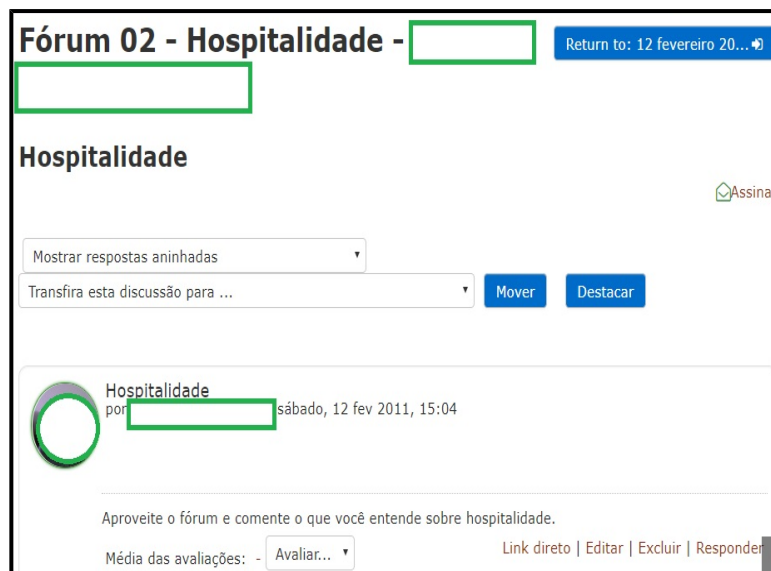 Fórum 02 - Hospitalidade -
Return to: 12 fevereiro 20...
Hospitalidade
Assina
Mostrar respostas aninhadas
Transfira esta discussão para ...
Mover
Destacar
Hospitalidade
por sábado, 12 fev 2011, 15:04
Aproveite o fórum e comente o que você entende sobre hospitalidade.
Média das avaliações: - Avaliar...
Link direto | Editar | Excluir | Responder